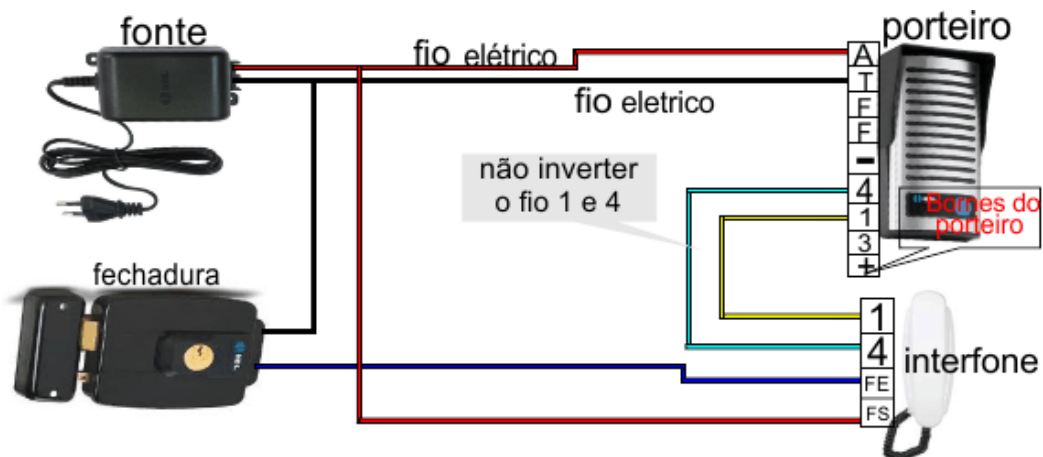 fonte
porteiro
fio elétrico
fio eletrico
A
T
F
F
-
4
1
3
+
não inverter
o fio 1 e 4
Bornes do
porteiro
fechadura
1
4
FE
FS
interfone
HDL